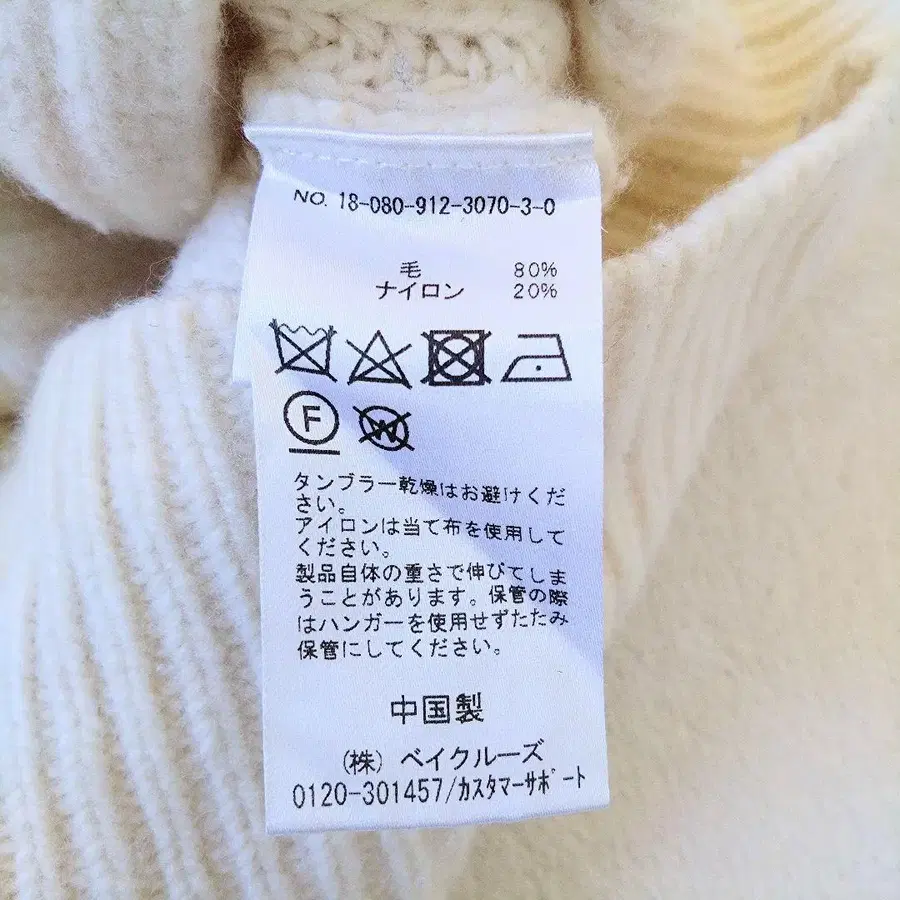 NO. 18-080-912-3070-3-0
毛 80%
ナイロン 20%
F
W
タンブラー乾燥はお避けくだ
さい。
アイロンは当て布を使用して
ください。
製品自体の重さで伸びてしま
うことがあります。保管の際
はハンガーを使用せずたたみ
保管にしてください。
中国製
(株) ベイクルーズ
0120-301457/カスタマーサポート